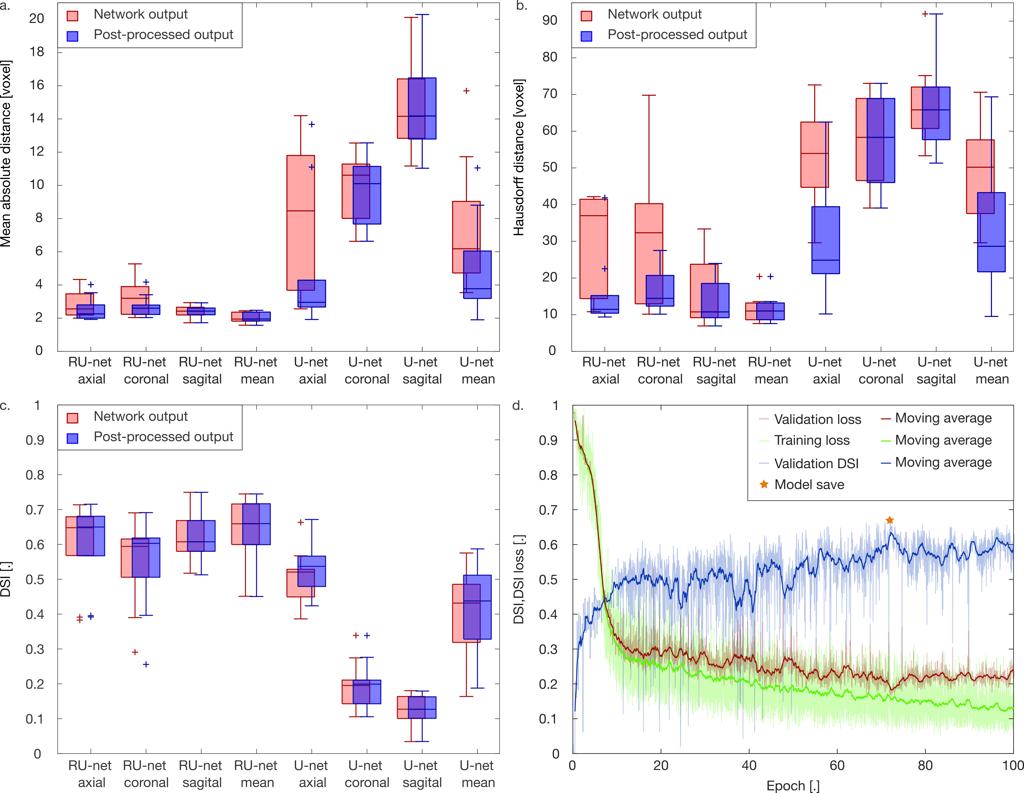 a.
Network output
Post-processed output
Mean absolute distance [voxel]
20
18
16
14
12
10
8
6
4
2
0
RU-net axial
RU-net coronal
RU-net sagital
RU-net mean
U-net axial
U-net coronal
U-net sagital
U-net mean
b.
Network output
Post-processed output
Hausdorff distance [voxel]
90
80
70
60
50
40
30
20
10
0
RU-net axial
RU-net coronal
RU-net sagital
RU-net mean
U-net axial
U-net coronal
U-net sagital
U-net mean
c.
Network output
Post-processed output
DSI [.]
1
0.9
0.8
0.7
0.6
0.5
0.4
0.3
0.2
0.1
0
RU-net axial
RU-net coronal
RU-net sagital
RU-net mean
U-net axial
U-net coronal
U-net sagital
U-net mean
d.
Validation loss
Moving average
Training loss
Moving average
Validation DSI
Moving average
Model save
DSI,DSI loss [.]
1
0.9
0.8
0.7
0.6
0.5
0.4
0.3
0.2
0.1
0
0
20
40
60
80
100
Epoch [.]